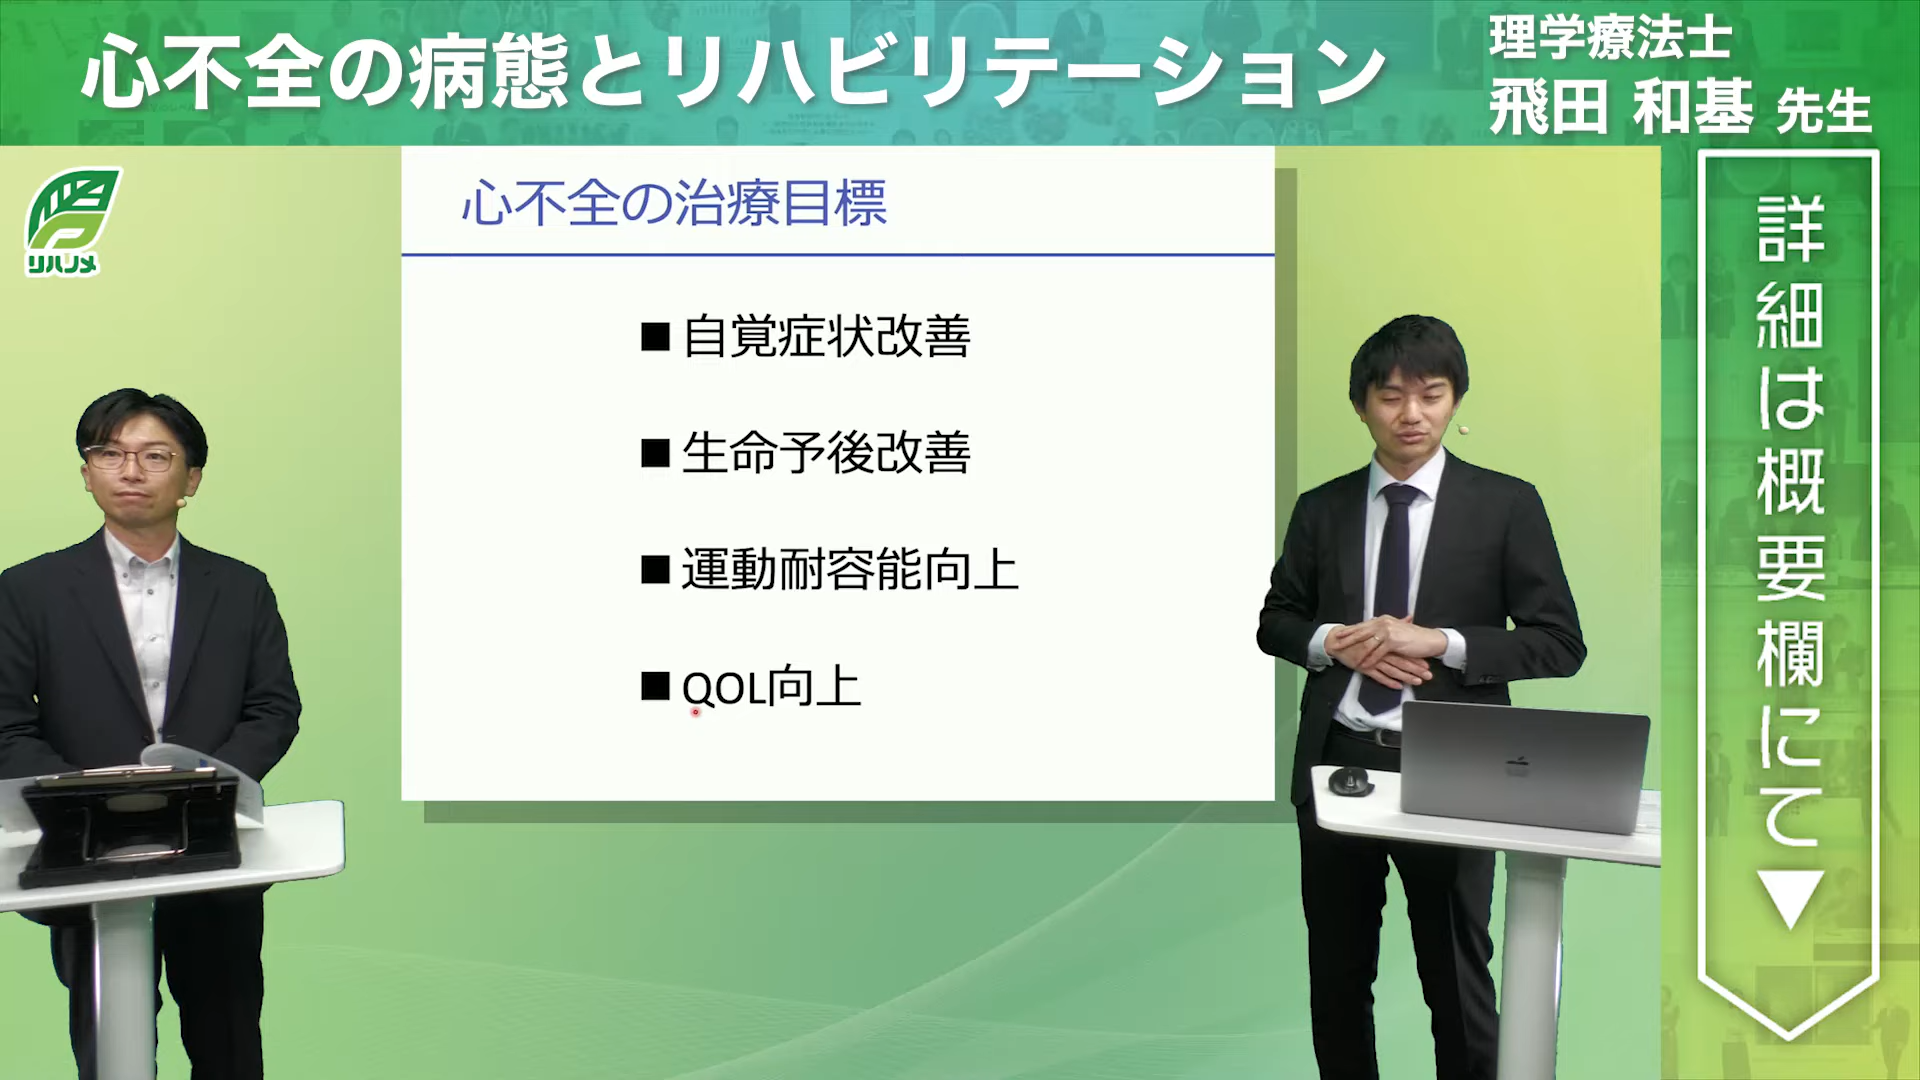 心不全の病態とリハビリテーション
理学療法士
飛田 和基 先生
リハノメ
心不全の治療目標
■自覚症状改善
■生命予後改善
■運動耐容能向上
■QOL向上
詳細は概要欄にて▼